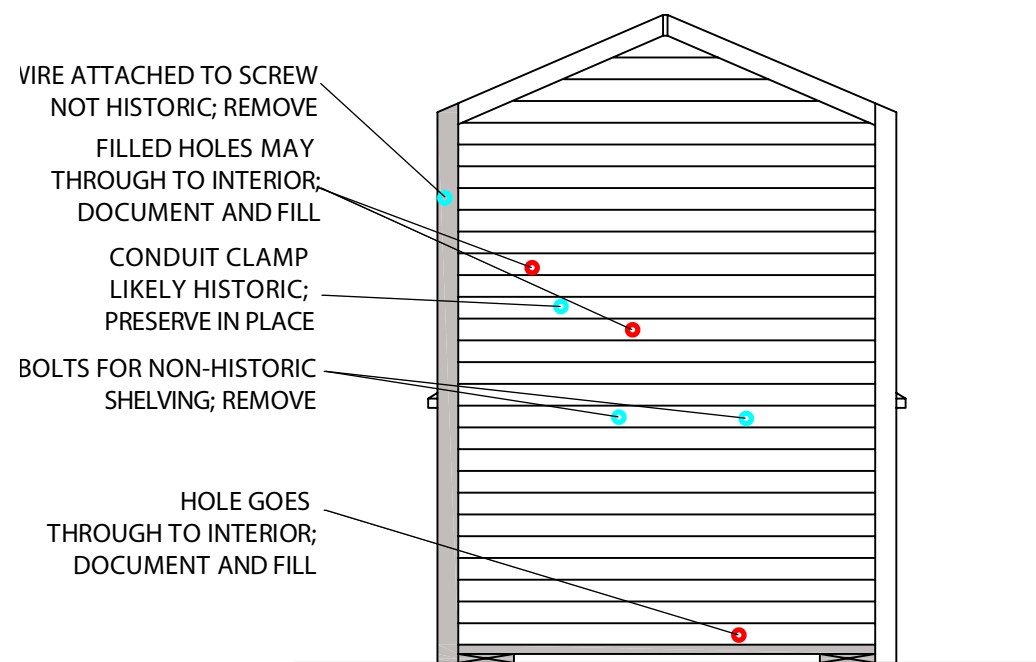 ATTACHED TO SCREW
NOT HISTORIC; REMOVE
FILLED HOLES MAY
THROUGH TO INTERIOR;
DOCUMENT AND FILL
CONDUIT CLAMP
LIKELY HISTORIC;
PRESERVE IN PLACE
BOLTS FOR NON-HISTORIC
SHELVING; REMOVE
HOLE GOES
THROUGH TO INTERIOR;
DOCUMENT AND FILL